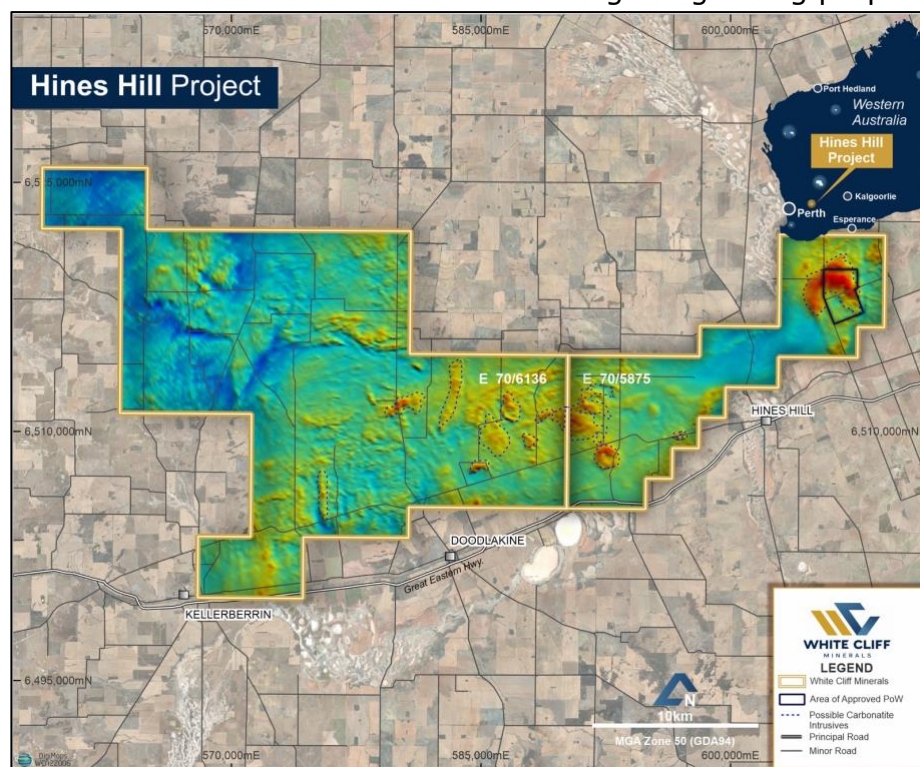 570,000mE
585,000mE
600,000mE
Hines Hill Project
Port Hedland
Western
Australia
Hines Hill
Project
Kalgoorlie
Perth
Esperance
000mN
E 70/6136
E 70/5875
HINES HILL
6,510,000mN
6,510,000mN
DOODLAKINE
Great Eastern Hwy.
KELLERBERRIN
WHITE CLIFF
MINERALS
LEGEND
White Cliff Minerals
Area of Approved PoW
Possible Carbonatite
Intrusives
Principal Road
Minor Road
6,495,000mN
N
10km
MGA Zone 50 (GDA94)
DigMaps
570,000mE
585,000mE
600,000mE